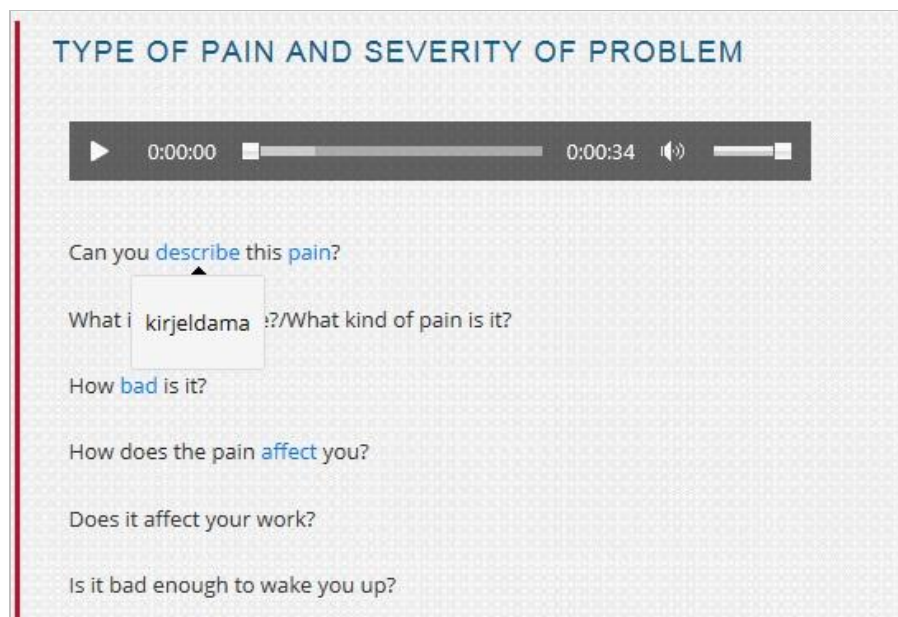 TYPE OF PAIN AND SEVERITY OF PROBLEM
0:00:00 0:00:34
Can you describe this pain?
kirjeldama
What ?/What kind of pain is it?
How bad is it?
How does the pain affect you?
Does it affect your work?
Is it bad enough to wake you up?